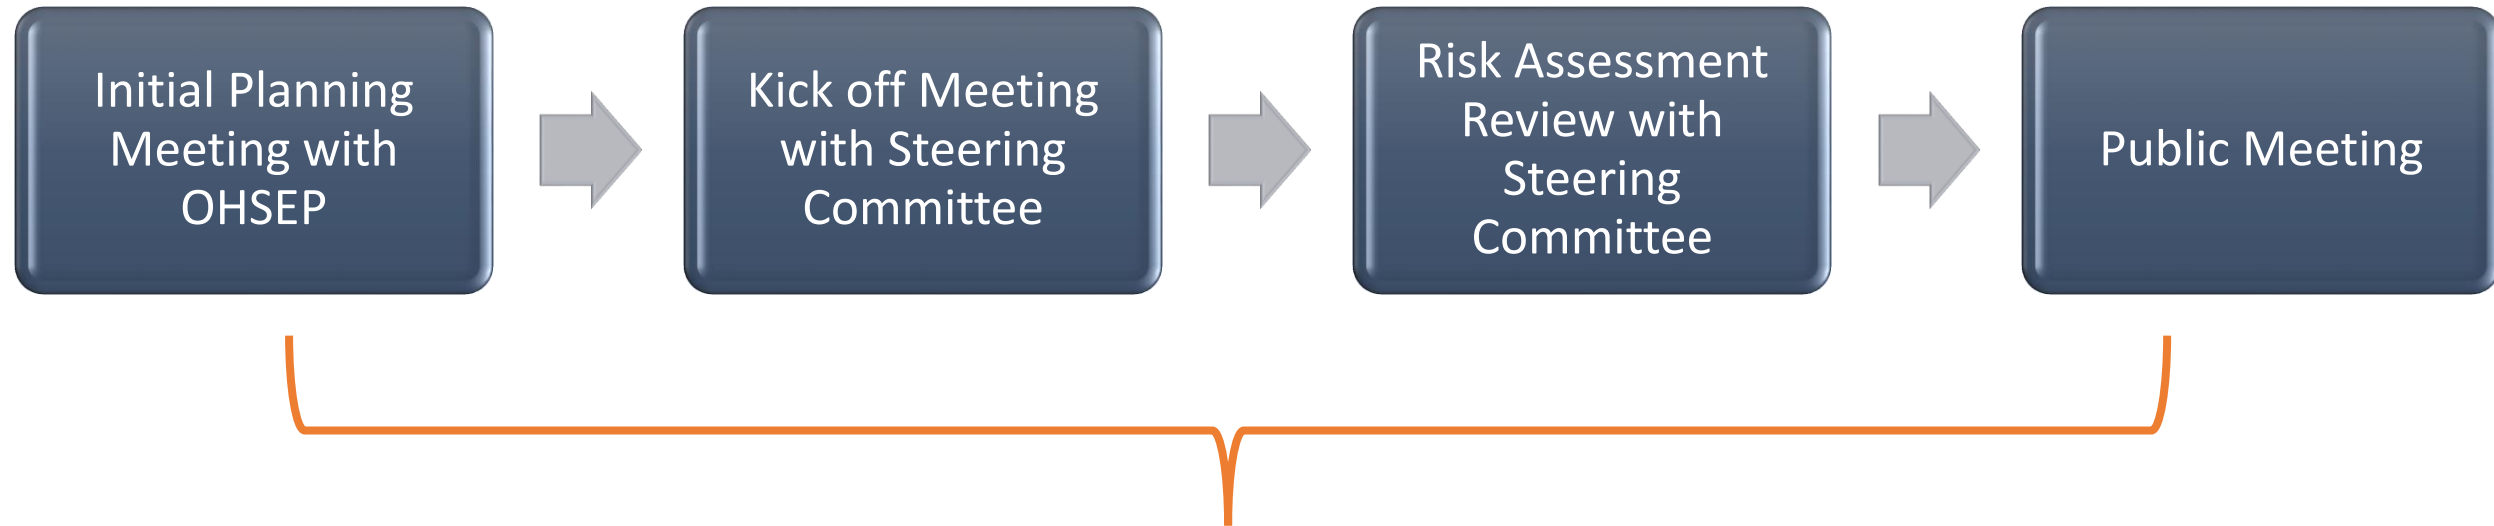 Initial Planning
Meeting with
OHSEP
Kick off Meeting
with Steering
Committee
Risk Assessment
Review with
Steering
Committee
Public Meeting